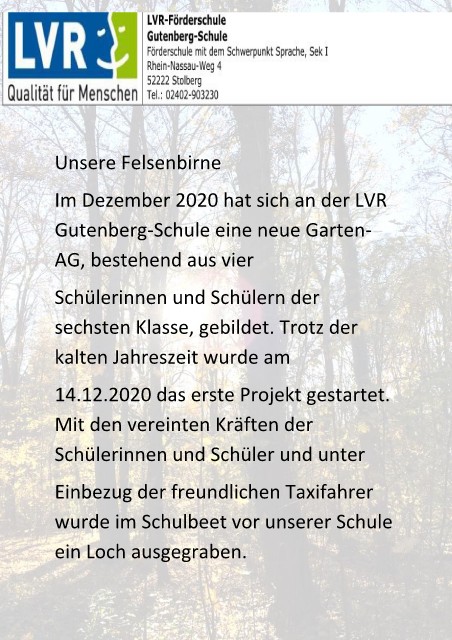 LVR
Qualität für Menschen
LVR-Förderschule
Gutenberg-Schule
Förderschule mit dem Schwerpunkt Sprache, Sek I
Rhein-Nassau-Weg 4
52222 Stolberg
Tel.: 02402-903230
Unsere Felsenbirne
Im Dezember 2020 hat sich an der LVR
Gutenberg-Schule eine neue Garten-
AG, bestehend aus vier
Schülerinnen und Schülern der
sechsten Klasse, gebildet. Trotz der
kalten Jahreszeit wurde am
14.12.2020 das erste Projekt gestartet.
Mit den vereinten Kräften der
Schülerinnen und Schüler und unter
Einbezug der freundlichen Taxifahrer
wurde im Schulbeet vor unserer Schule
ein Loch ausgegraben.